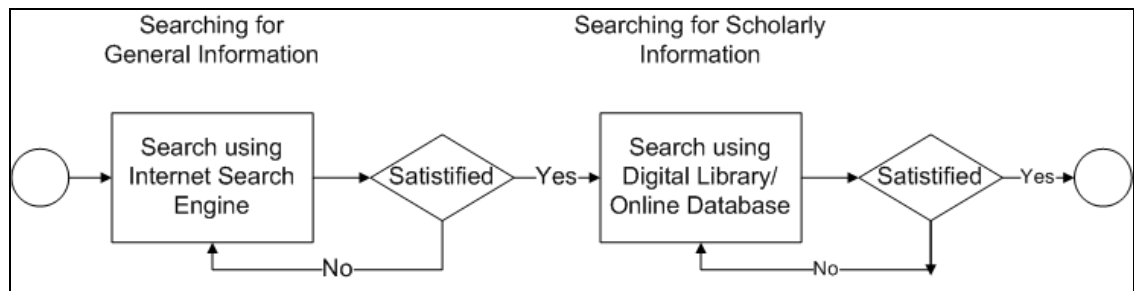 Searching for
General Information
Searching for Scholarly
Information
Search using
Internet Search
Engine
Satistified
Yes
Search using
Digital Library/
Online Database
Satistified
Yes
No
No